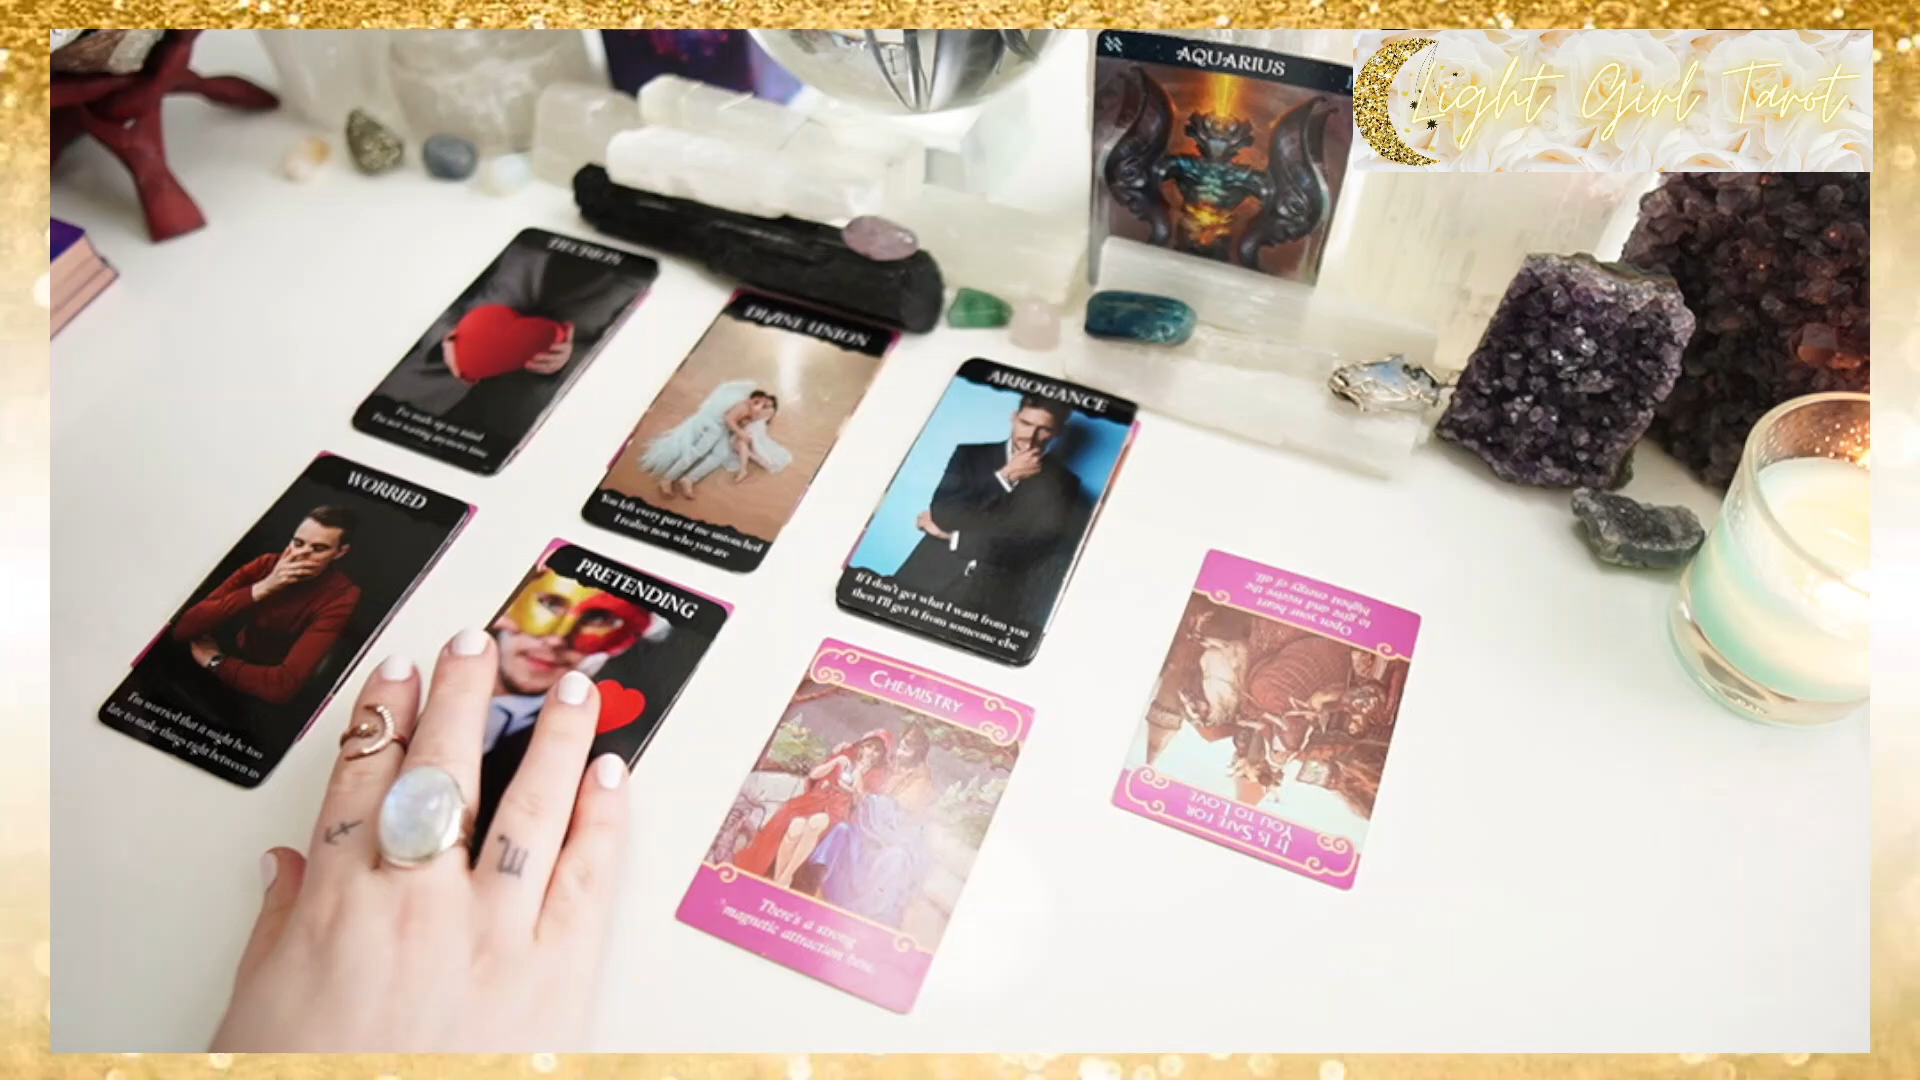 AQUARIUS
Light Girl Tarot
DECISION
I've made up my mind
I'm not wasting anymore time
DIVINE UNION
You left every part of me untouched
I realize now who you are
ARROGANCE
If I don't get what I want from you
then I'll get it from someone else
WORRIED
I'm worried that it might be too
late to make things right between us
PRETENDING
CHEMISTRY
There's a strong
magnetic attraction here.
IT IS SAFE FOR
YOU TO LOVE
Open your heart
to give and receive the
highest energy of all.